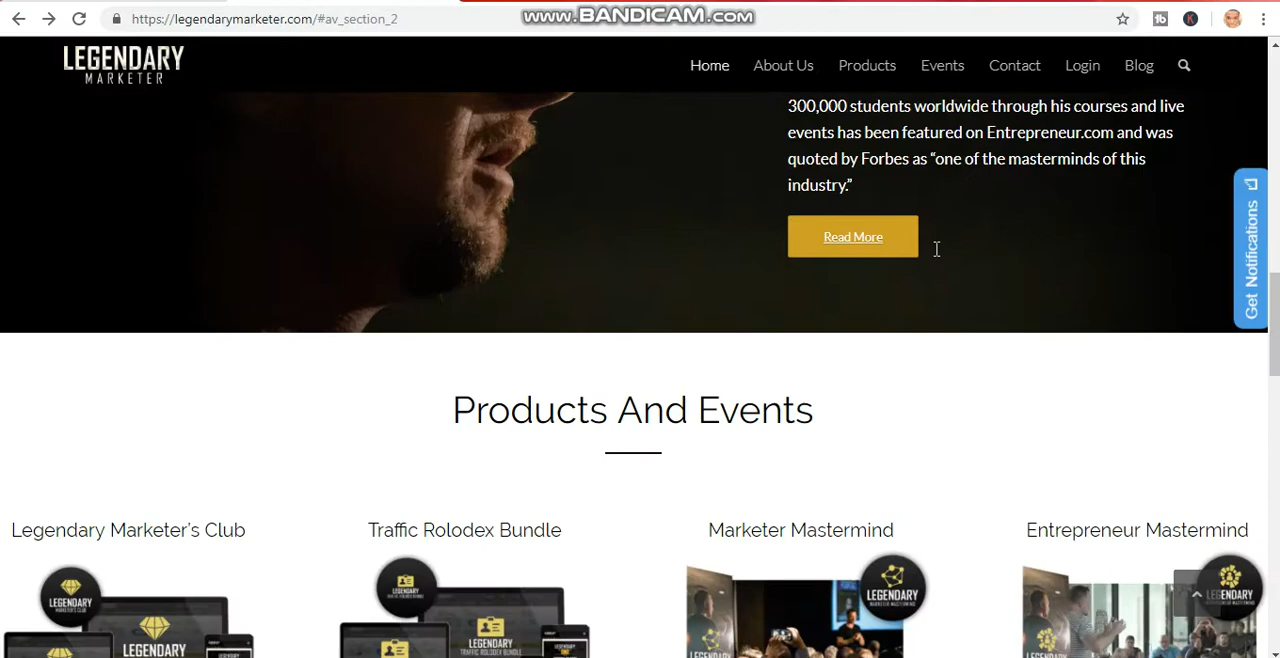 https://legendarymarketer.com/#av_section_2
www.BANDICAM.com
LEGENDARY
MARKETER
Home About Us Products Events Contact Login Blog
300,000 students worldwide through his courses and live
events has been featured on Entrepreneur.com and was
quoted by Forbes as “one of the masterminds of this
industry.”
Read More
Get Notifications
Products And Events
Legendary Marketer's Club
Traffic Rolodex Bundle
Marketer Mastermind
Entrepreneur Mastermind
LEGENDARY
LEGENDARY
LEGENDARY
LEGENDARY
LEGENDARY
LEGENDARY